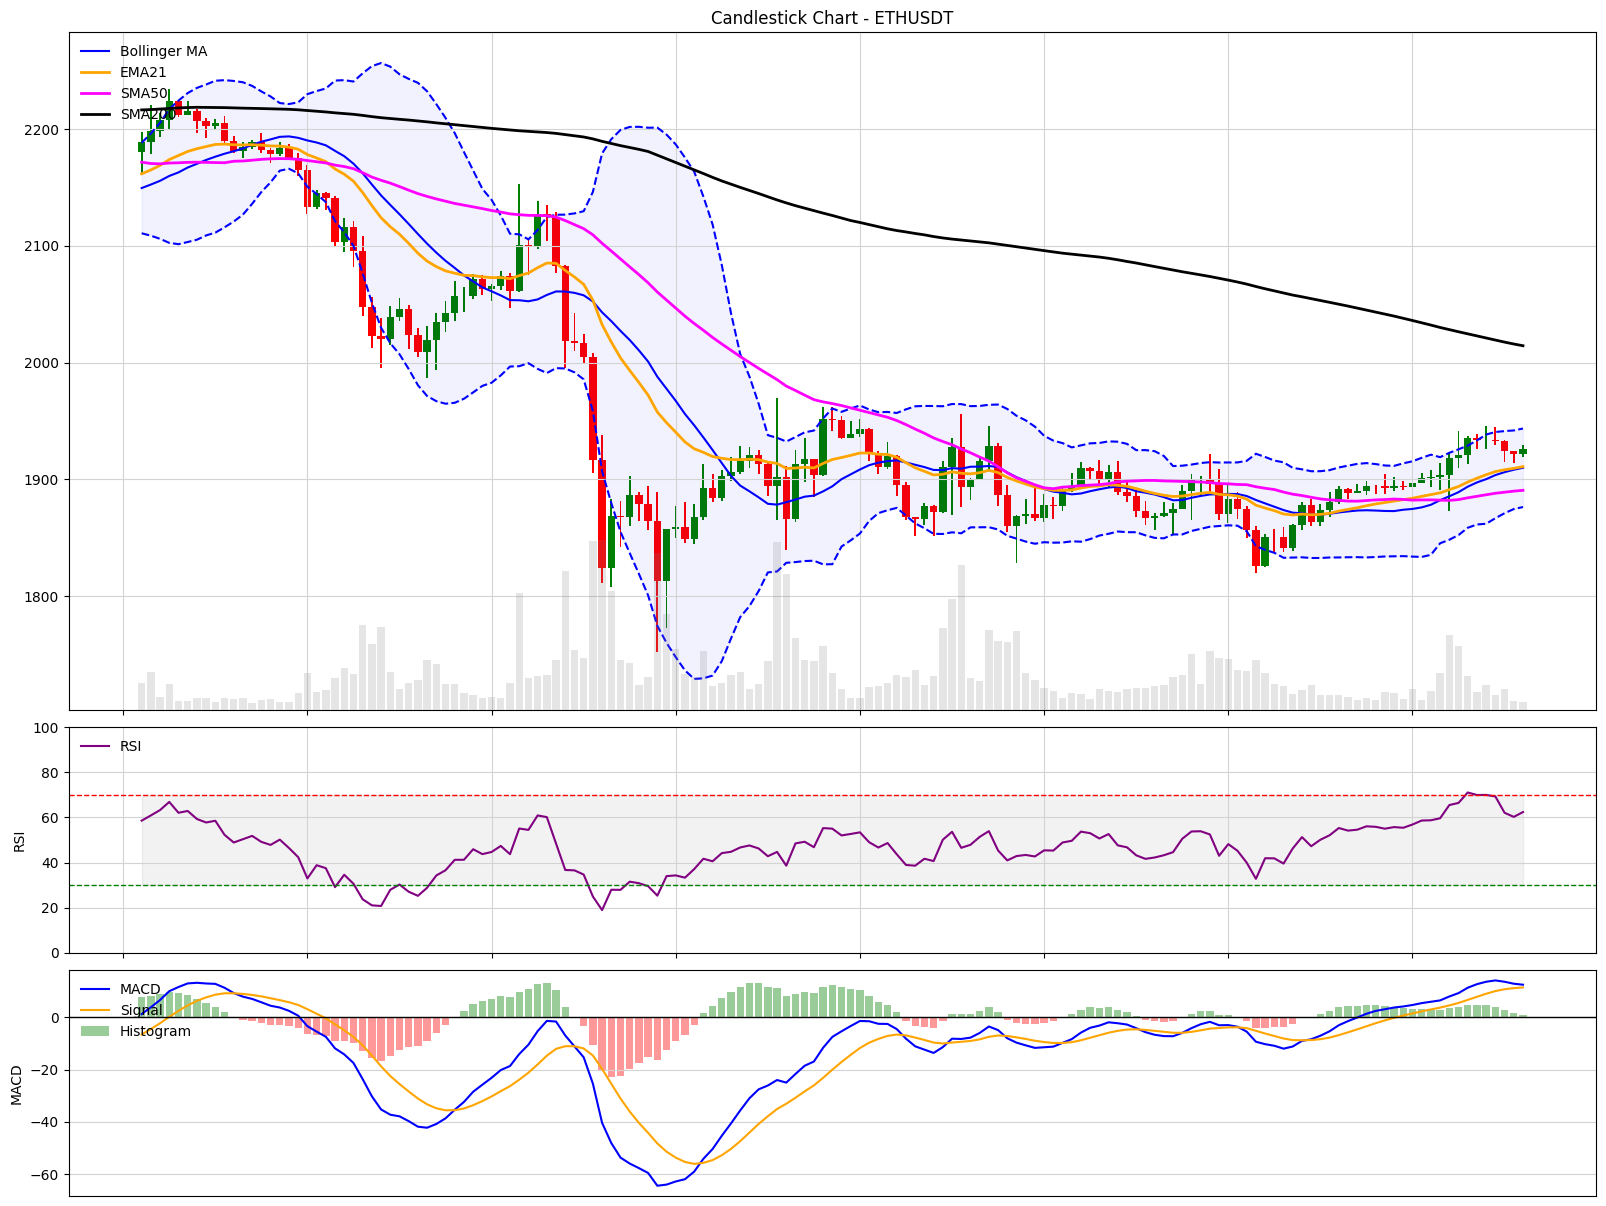 Candlestick Chart - ETHUSDT
Bollinger MA
EMA21
SMA50
SMA200
2200
2100
2000
1900
1800
RSI
100
80
60
40
20
0
RSI
MACD
Signal
Histogram
0
−20
−40
−60
MACD